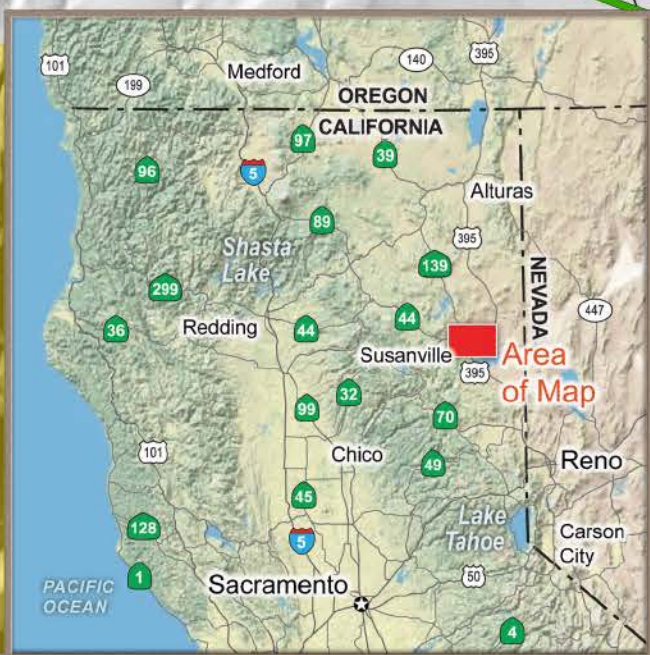 101
199
Medford
140
395
OREGON
CALIFORNIA
97
39
96
5
Alturas
89
Shasta
Lake
395
139
NEVADA
299
447
36
Redding
44
44
Susanville
Area
of Map
395
32
99
70
101
Chico
49
Reno
45
128
5
Lake
Tahoe
Carson
City
1
PACIFIC
OCEAN
50
Sacramento
4